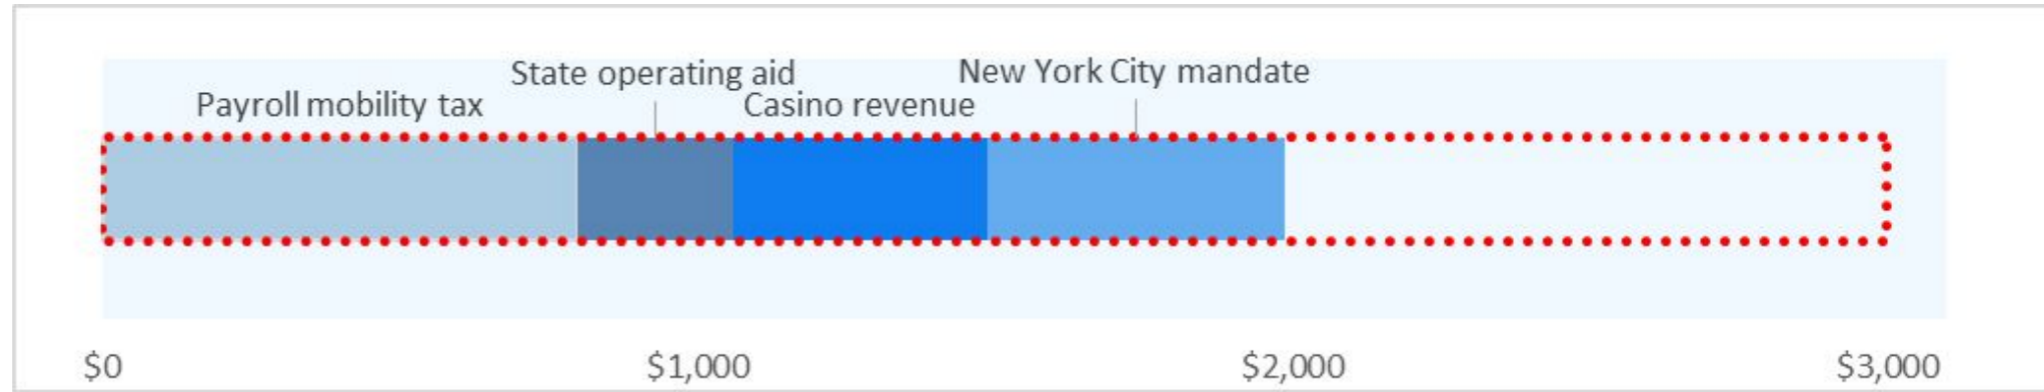 State operating aid
New York City mandate
Payroll mobility tax
Casino revenue
$0
$1,000
$2,000
$3,000